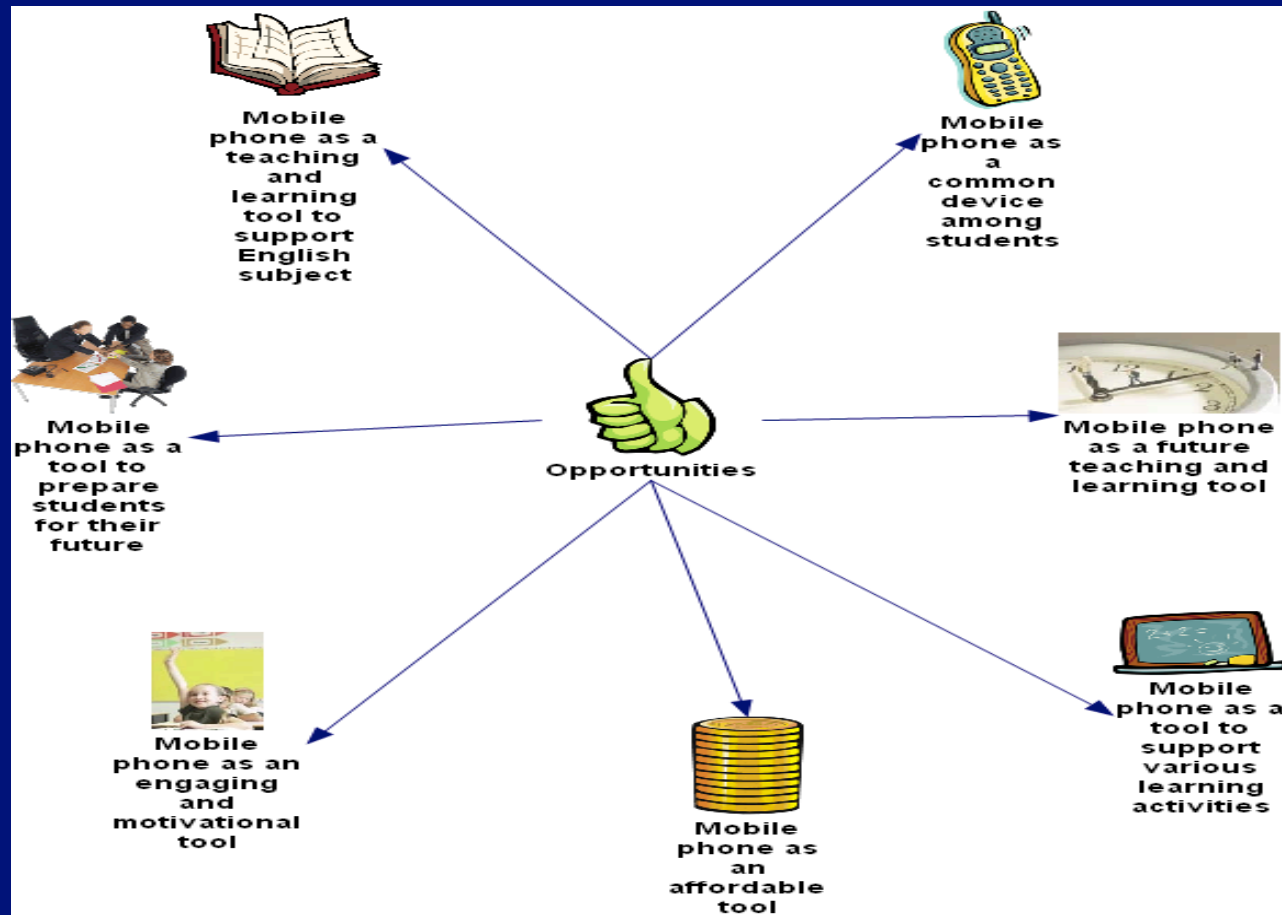 Mobile
phone as a
teaching
and
learning
tool to
support
English
subject
Mobile
phone as
a
common
device
among
students
Mobile
phone as a
tool to
prepare
students
for their
future
Opportunities
Mobile phone
as a future
teaching and
learning tool
Mobile
phone as an
engaging
and
motivational
tool
Mobile
phone as
an
affordable
tool
Mobile
phone as a
tool to
support
various
learning
activities